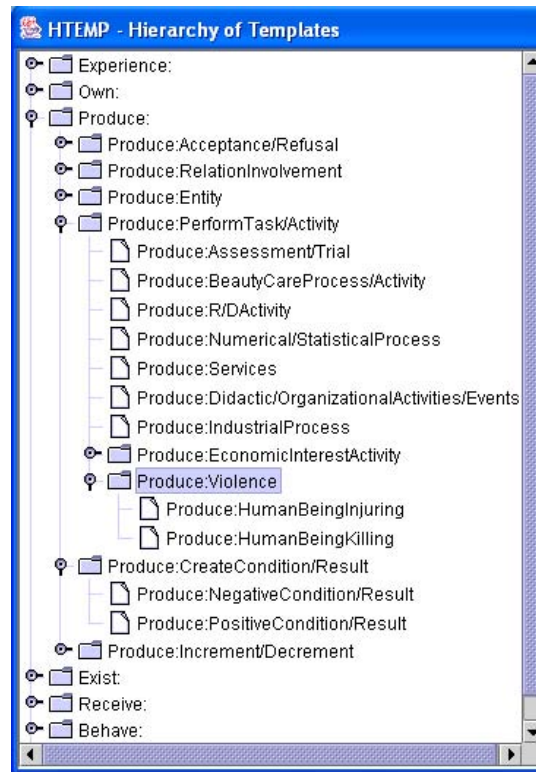 HTEMP - Hierarchy of Templates
Experience:
Own:
Produce:
Produce:Acceptance/Refusal
Produce:RelationInvolvement
Produce:Entity
Produce:PerformTask/Activity
Produce:Assessment/Trial
Produce:BeautyCareProcess/Activity
Produce:R/DActivity
Produce:Numerical/StatisticalProcess
Produce:Services
Produce:Didactic/OrganizationalActivities/Events
Produce:IndustrialProcess
Produce:EconomicInterestActivity
Produce:Violence
Produce:HumanBeingInjuring
Produce:HumanBeingKilling
Produce:CreateCondition/Result
Produce:NegativeCondition/Result
Produce:PositiveCondition/Result
Produce:Increment/Decrement
Exist:
Receive:
Behave: